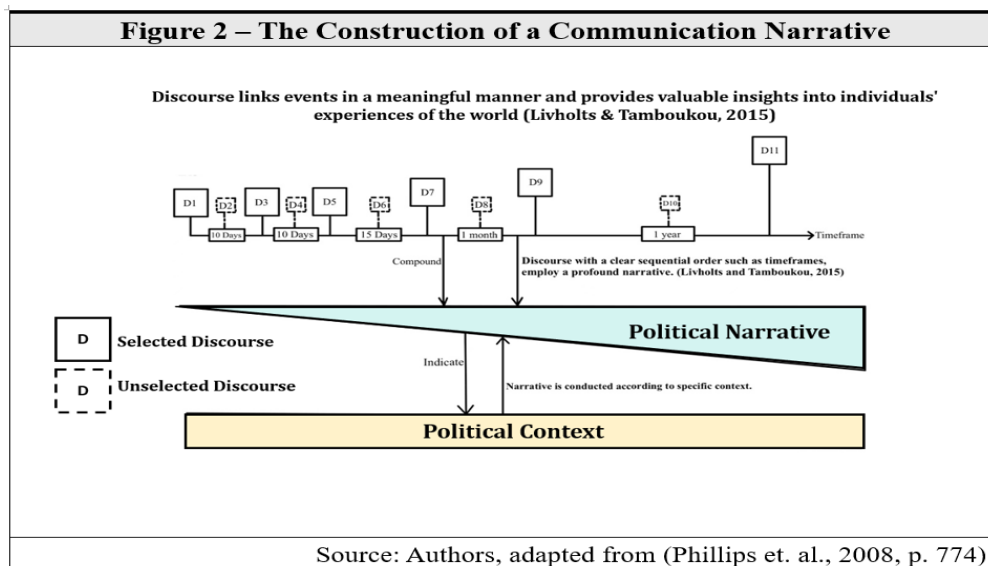 Figure 2 – The Construction of a Communication Narrative
Discourse links events in a meaningful manner and provides valuable insights into individuals'
experiences of the world (Livholts & Tamboukou, 2015)
D1
D2
D3
D4
D5
D6
D7
D8
D9
D10
D11
10 Days
10 Days
15 Days
1 month
1 year
Timeframe
Compound
Discourse with a clear sequential order such as timeframes,
employ a profound narrative. (Livholts and Tamboukou, 2015)
Political Narrative
D
Selected Discourse
D
Unselected Discourse
Indicate
Narrative is conducted according to specific context.
Political Context
Source: Authors, adapted from (Phillips et. al., 2008, p. 774)